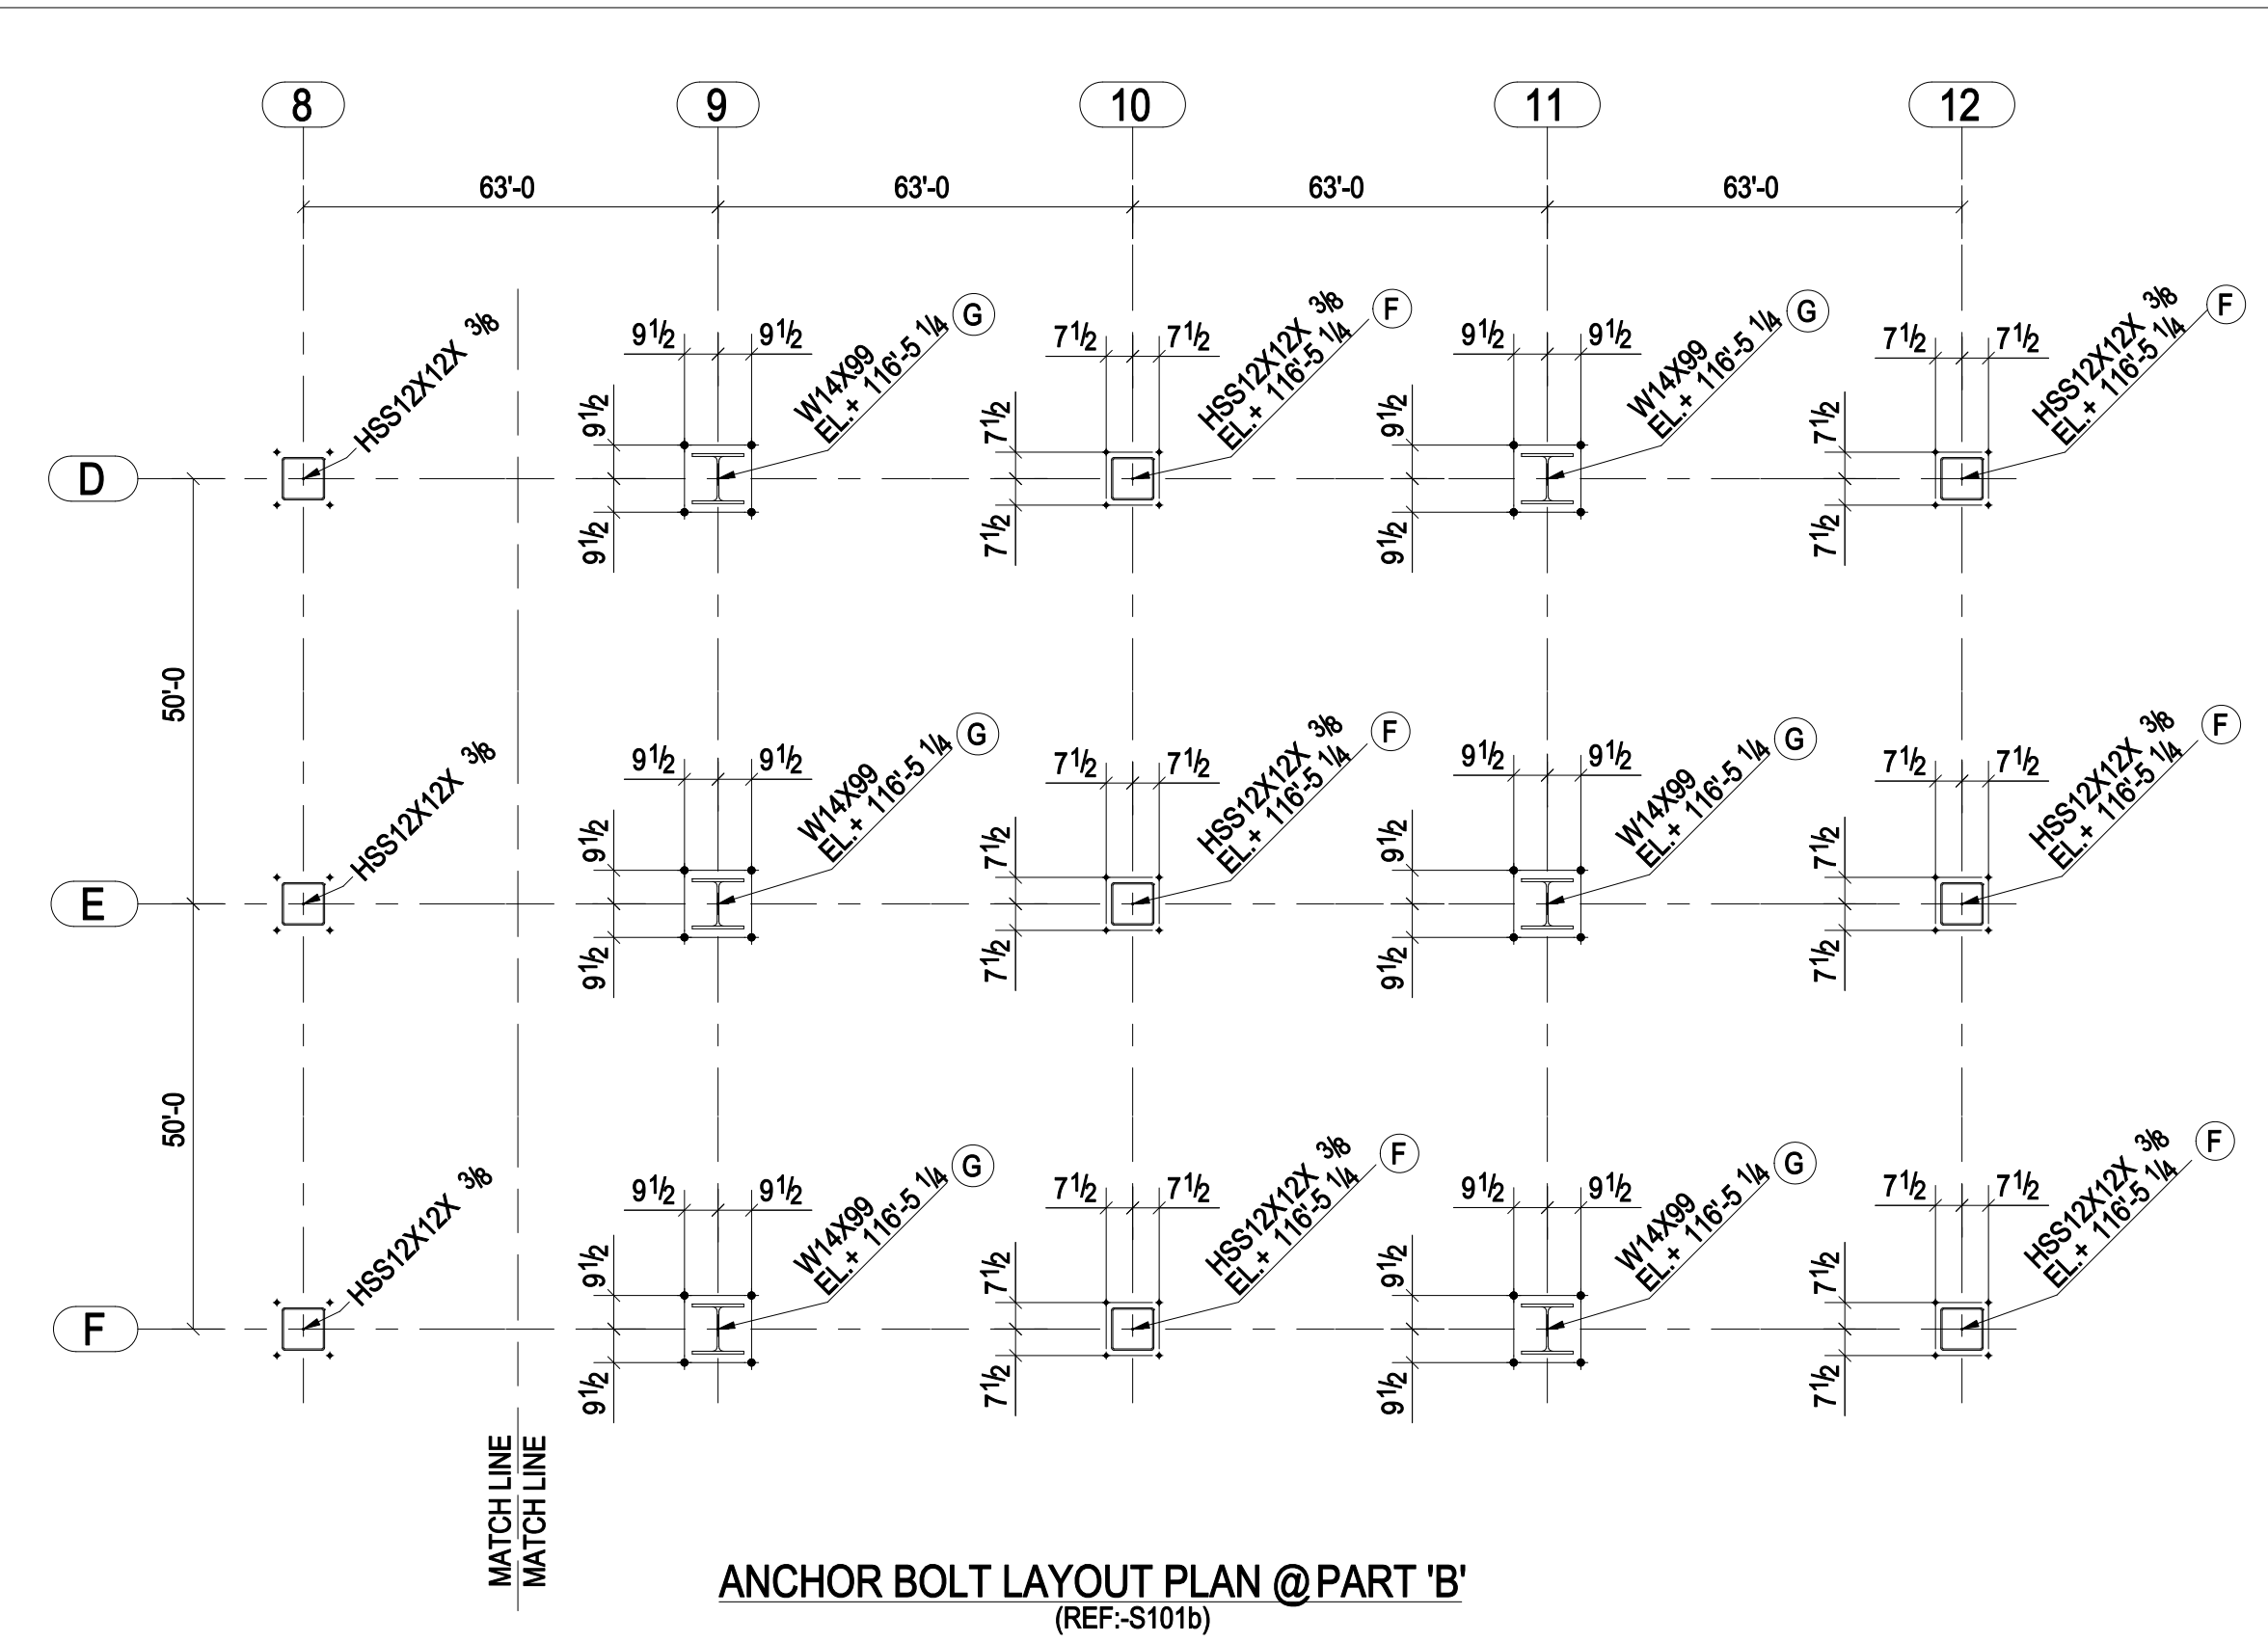 8 9 10 11 12
63'-0 63'-0 63'-0 63'-0
HSS12X12X 3/8
9 1/2 9 1/2
9 1/2
9 1/2
W14X99
EL.+ 116'-5 1/4
G
7 1/2 7 1/2
7 1/2
7 1/2
HSS12X12X 3/8
EL.+ 116'-5 1/4
F
9 1/2 9 1/2
9 1/2
9 1/2
W14X99
EL.+ 116'-5 1/4
G
7 1/2 7 1/2
7 1/2
7 1/2
HSS12X12X 3/8
EL.+ 116'-5 1/4
F
D
50'-0
HSS12X12X 3/8
9 1/2 9 1/2
9 1/2
9 1/2
W14X99
EL.+ 116'-5 1/4
G
7 1/2 7 1/2
7 1/2
7 1/2
HSS12X12X 3/8
EL.+ 116'-5 1/4
F
9 1/2 9 1/2
9 1/2
9 1/2
W14X99
EL.+ 116'-5 1/4
G
7 1/2 7 1/2
7 1/2
7 1/2
HSS12X12X 3/8
EL.+ 116'-5 1/4
F
E
50'-0
HSS12X12X 3/8
9 1/2 9 1/2
9 1/2
9 1/2
W14X99
EL.+ 116'-5 1/4
G
7 1/2 7 1/2
7 1/2
7 1/2
HSS12X12X 3/8
EL.+ 116'-5 1/4
F
9 1/2 9 1/2
9 1/2
9 1/2
W14X99
EL.+ 116'-5 1/4
G
7 1/2 7 1/2
7 1/2
7 1/2
HSS12X12X 3/8
EL.+ 116'-5 1/4
F
F
MATCH LINE
MATCH LINE
ANCHOR BOLT LAYOUT PLAN @PART 'B'
(REF:-S101b)